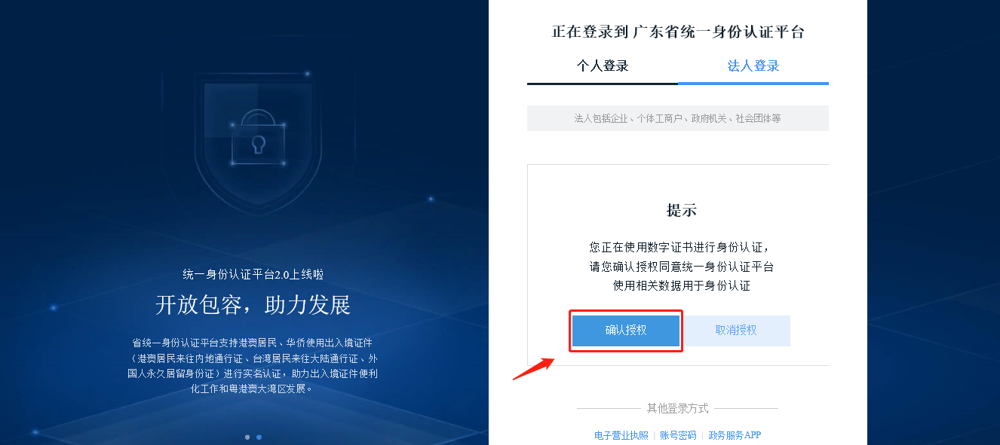 统一身份认证平台2.0上线啦
开放包容，助力发展
省统一身份认证平台支持港澳居民、华侨使用出入境证件
（港澳居民来往内地通行证、台湾居民来往大陆通行证、外
国人永久居留身份证）进行实名认证，助力出入境证件便利
化工作和粤港澳大湾区发展。
正在登录到 广东省统一身份认证平台
个人登录 法人登录
法人包括企业、个体工商户、政府机关、社会团体等
提示
您正在使用数字证书进行身份认证，
请您确认授权同意统一身份认证平台
使用相关数据用于身份认证
确认授权 取消授权
其他登录方式
电子营业执照 | 账号密码 | 政务服务APP